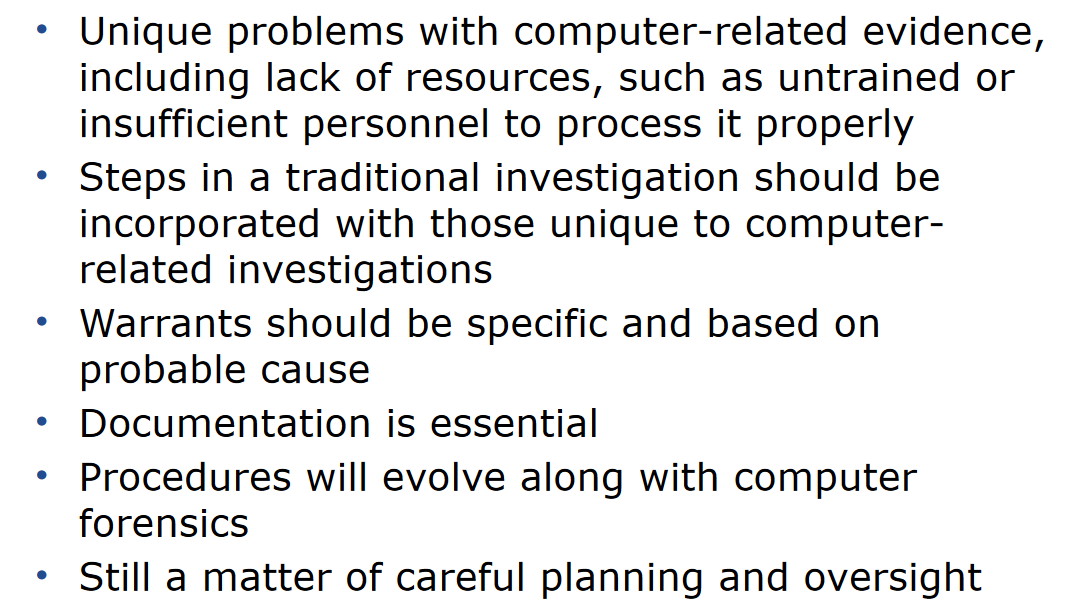 • Unique problems with computer-related evidence,
including lack of resources, such as untrained or
insufficient personnel to process it properly
• Steps in a traditional investigation should be
incorporated with those unique to computer-
related investigations
• Warrants should be specific and based on
probable cause
• Documentation is essential
• Procedures will evolve along with computer
forensics
• Still a matter of careful planning and oversight